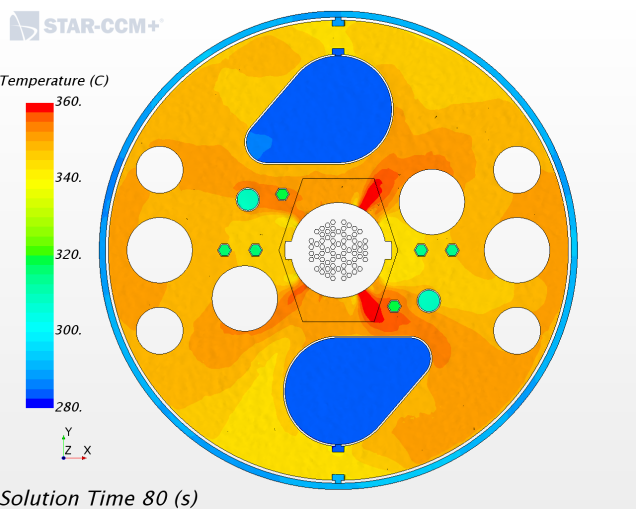 STAR-CCM+
Temperature (C)
360.
340.
320.
300.
280.
Y
Z X
Solution Time 80 (s)